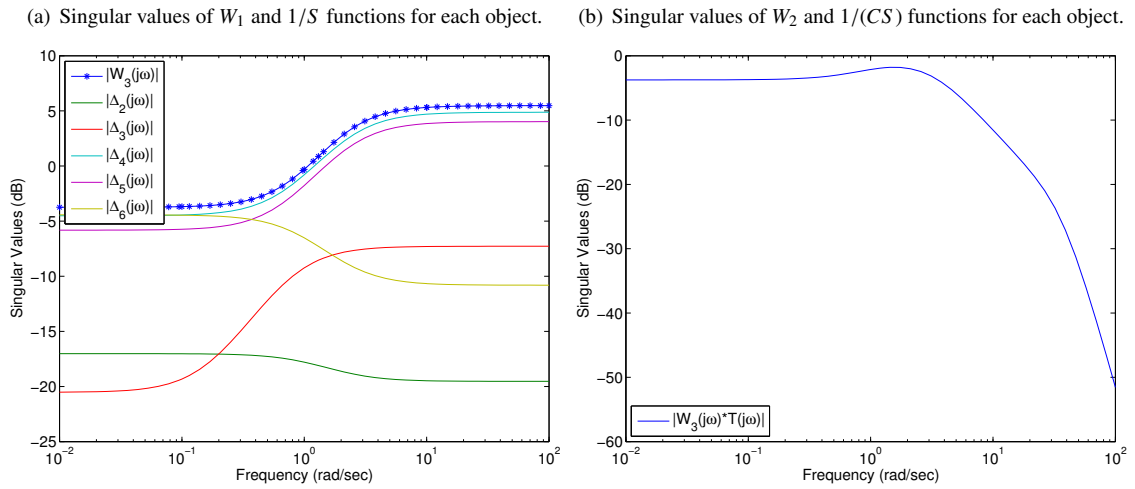 (a) Singular values of W₁ and 1/S functions for each object.
(b) Singular values of W₂ and 1/(CS) functions for each object.
10
5
0
−5
−10
−15
−20
−25
Singular Values (dB)
|W₃(jω)|
|Δ₂(jω)|
|Δ₃(jω)|
|Δ₄(jω)|
|Δ₅(jω)|
|Δ₆(jω)|
10⁻² 10⁻¹ 10⁰ 10¹ 10²
Frequency (rad/sec)
0
−10
−20
−30
−40
−50
−60
Singular Values (dB)
|W₃(jω)*T(jω)|
10⁻² 10⁻¹ 10⁰ 10¹ 10²
Frequency (rad/sec)